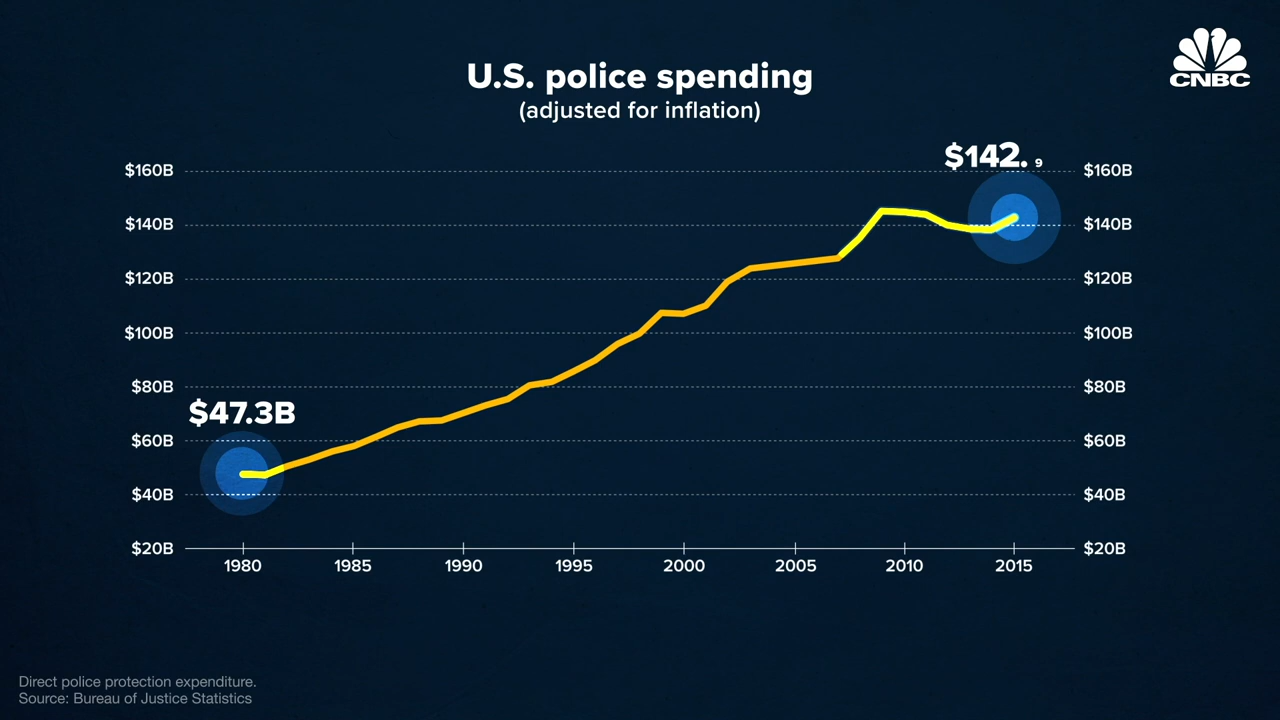 CNBC
U.S. police spending
(adjusted for inflation)
$142. 9
$160B $160B
$140B $140B
$120B $120B
$100B $100B
$80B $80B
$47.3B
$60B $60B
$40B $40B
$20B $20B
1980 1985 1990 1995 2000 2005 2010 2015
Direct police protection expenditure.
Source: Bureau of Justice Statistics